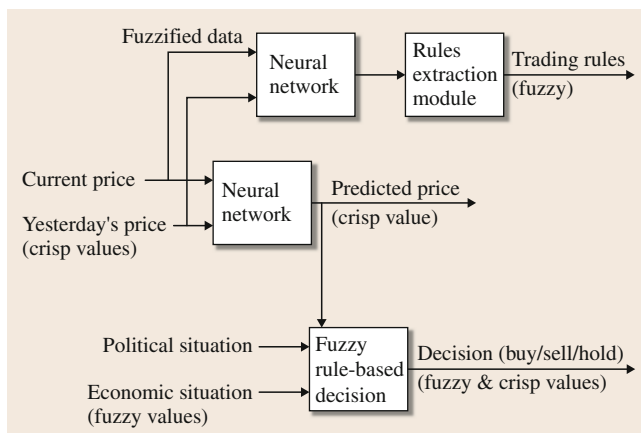 Fuzzified data
Neural
network
Rules
extraction
module
Trading rules
(fuzzy)
Current price
Yesterday's price
(crisp values)
Neural
network
Predicted price
(crisp value)
Political situation
Economic situation
(fuzzy values)
Fuzzy
rule-based
decision
Decision (buy/sell/hold)
(fuzzy & crisp values)